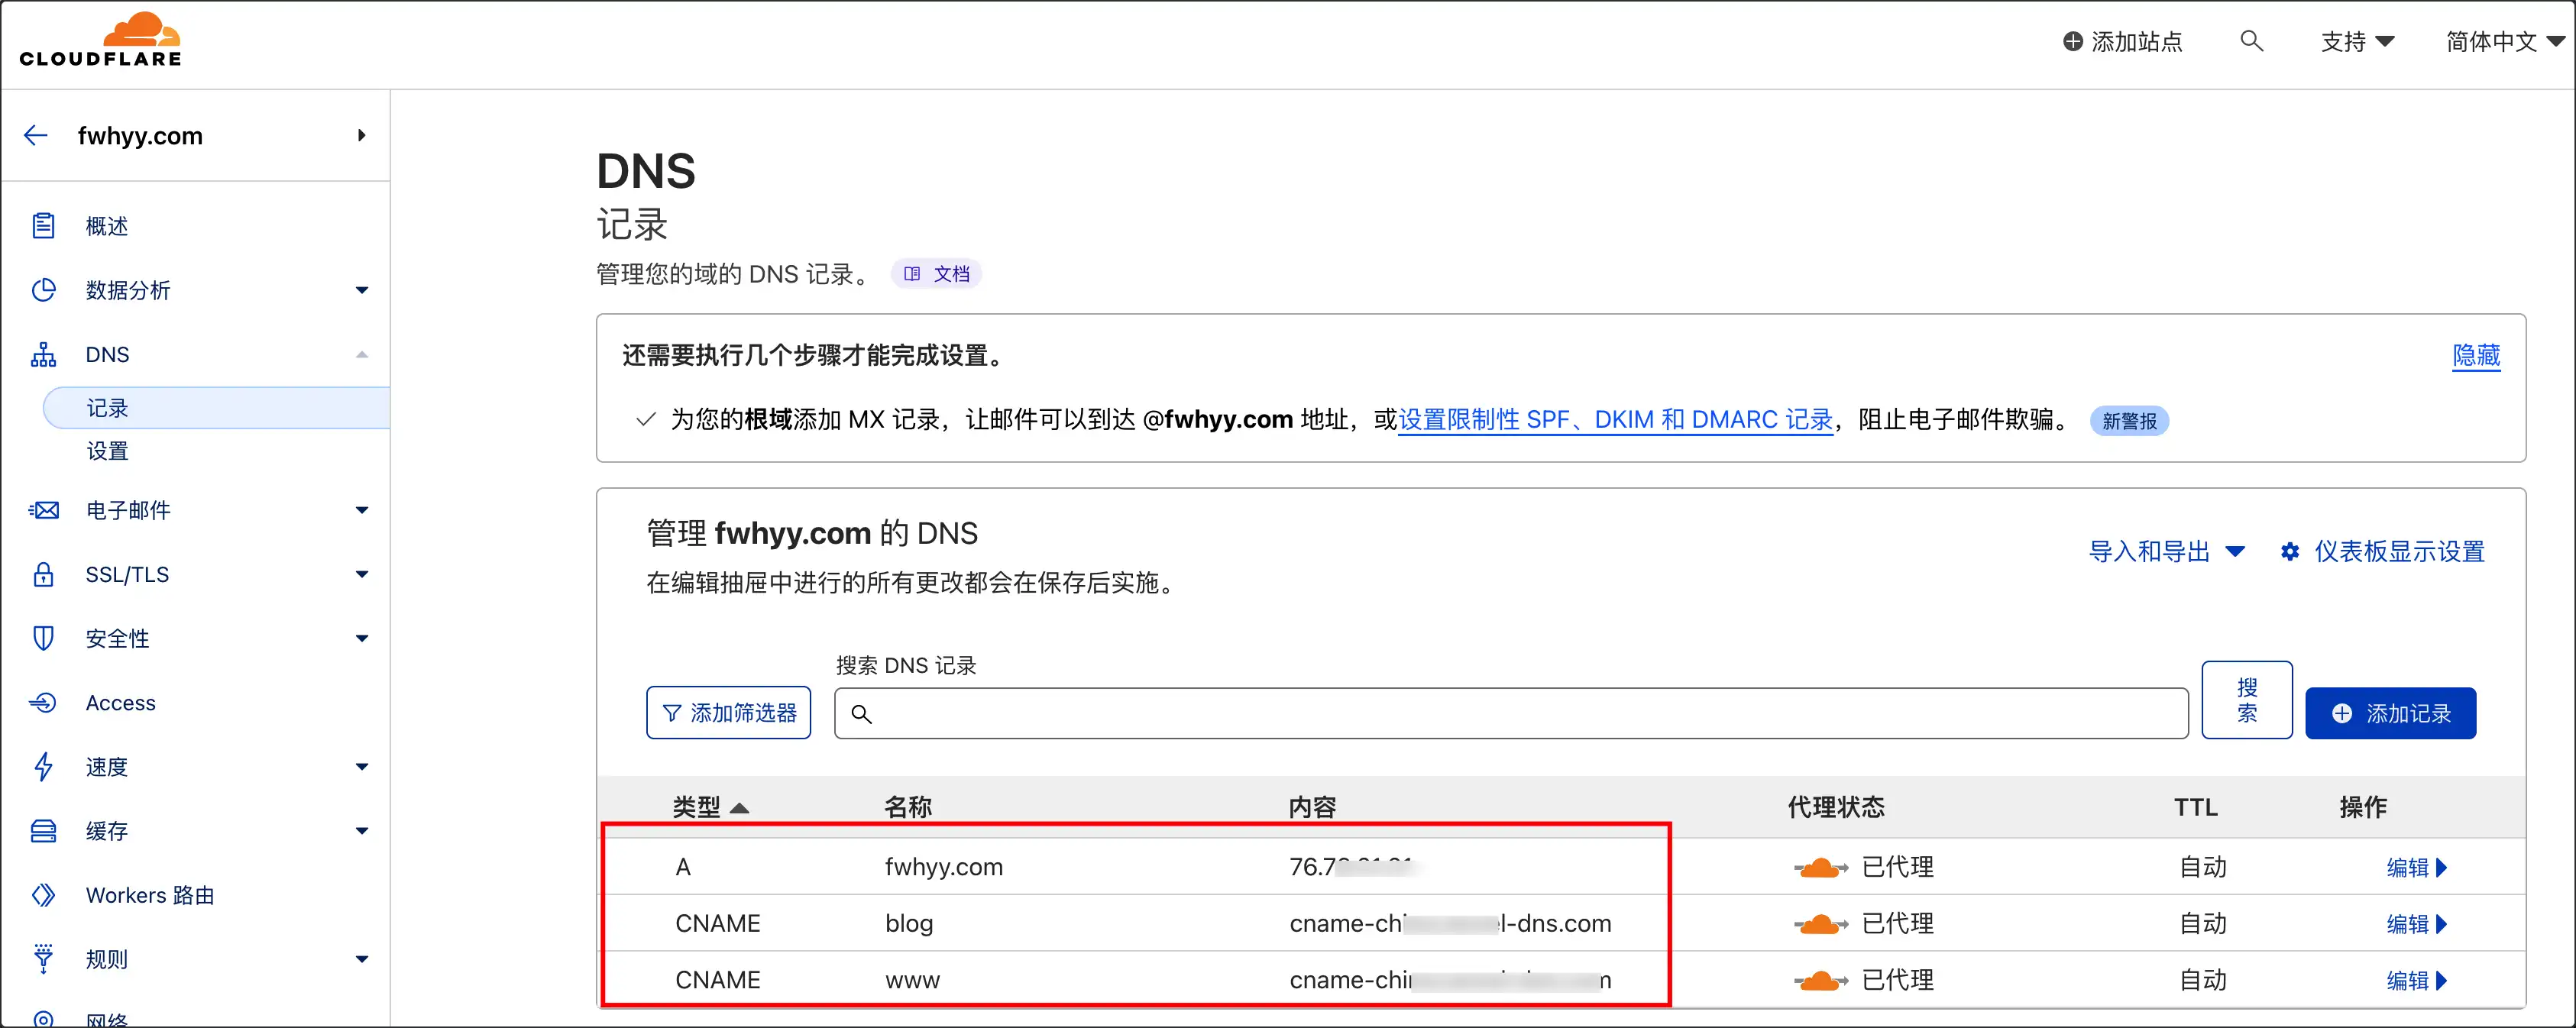 CLOUDFLARE
添加站点
支持
简体中文
fwhyy.com
概述
数据分析
DNS
记录
设置
电子邮件
SSL/TLS
安全性
Access
速度
缓存
Workers 路由
规则
网络
DNS
记录
管理您的域的 DNS 记录。
文档
还需要执行几个步骤才能完成设置。
隐藏
为您的根域添加 MX 记录，让邮件可以到达 @fwhyy.com 地址，或设置限制性 SPF、DKIM 和 DMARC 记录，阻止电子邮件欺骗。 新警报
管理 fwhyy.com 的 DNS
在编辑抽屉中进行的所有更改都会在保存后实施。
导入和导出
仪表板显示设置
搜索 DNS 记录
添加筛选器
搜
索
添加记录
类型 名称 内容 代理状态 TTL 操作
A fwhyy.com 76.7 已代理 自动 编辑
CNAME blog cname-chi l-dns.com 已代理 自动 编辑
CNAME www cname-chi 已代理 自动 编辑